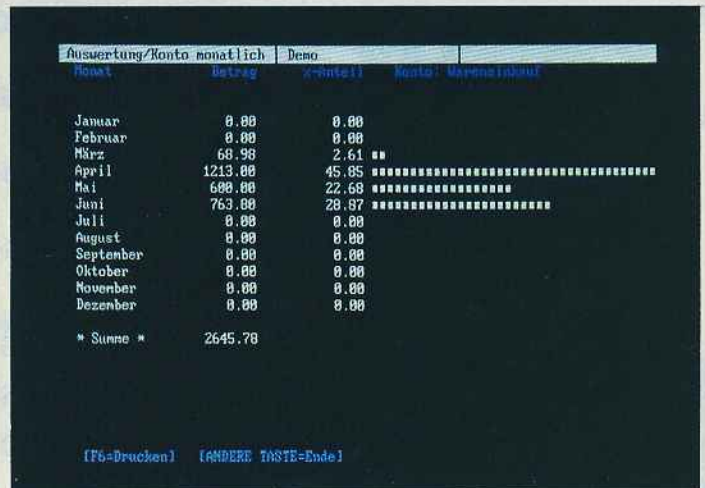 Auswertung/Konto monatlich Demo
Monat Betrag %-Anteil Konto: Wareneinkauf
Januar 0.00 0.00
Februar 0.00 0.00
März 68.98 2.61
April 1213.00 45.85
Mai 600.00 22.68
Juni 763.80 28.87
Juli 0.00 0.00
August 0.00 0.00
September 0.00 0.00
Oktober 0.00 0.00
November 0.00 0.00
Dezember 0.00 0.00
* Summe * 2645.78
[F6=Drucken] [ANDERE TASTE=Ende]